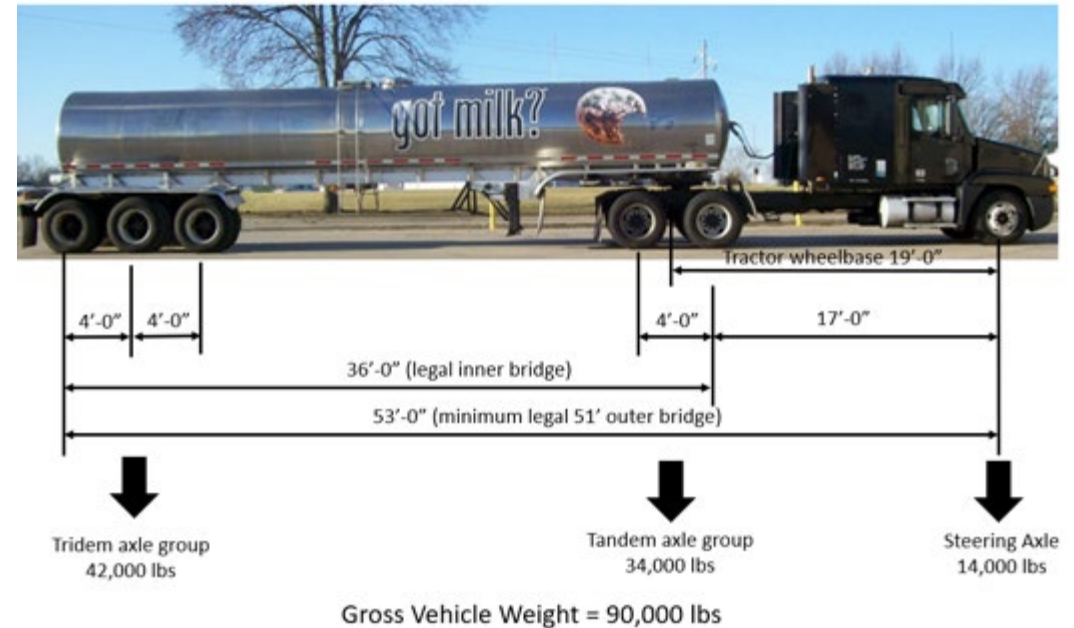 got milk?
Tractor wheelbase 19’-0”
4’-0” 4’-0” 4’-0” 17’-0”
36’-0” (legal inner bridge)
53’-0” (minimum legal 51’ outer bridge)
Tridem axle group
42,000 lbs
Tandem axle group
34,000 lbs
Steering Axle
14,000 lbs
Gross Vehicle Weight = 90,000 lbs